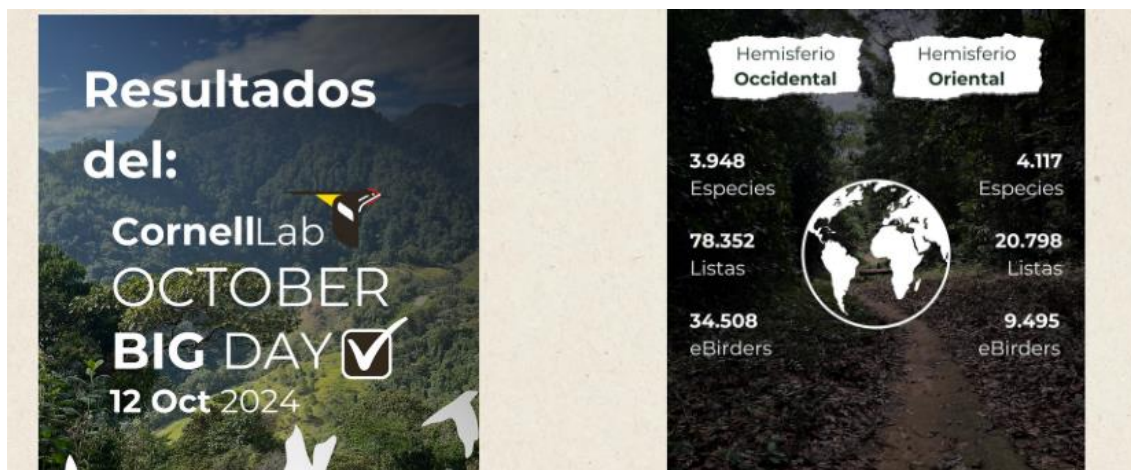 Resultados
del:
CornellLab
OCTOBER
BIG DAY
12 Oct 2024
Hemisferio
Occidental
Hemisferio
Oriental
3.948
Especies
4.117
Especies
78.352
Listas
20.798
Listas
34.508
eBirders
9.495
eBirders